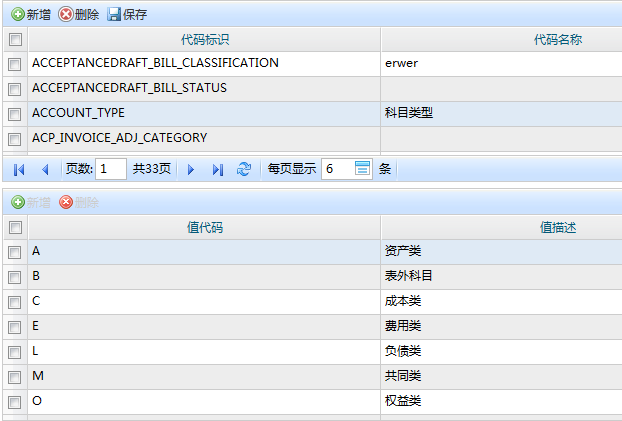 新增 删除 保存
代码标识 代码名称
ACCEPTANCEDRAFT_BILL_CLASSIFICATION erwer
ACCEPTANCEDRAFT_BILL_STATUS
ACCOUNT_TYPE 科目类型
ACP_INVOICE_ADJ_CATEGORY
页数: 1 共33页 每页显示 6 条
新增 删除
值代码 值描述
A 资产类
B 表外科目
C 成本类
E 费用类
L 负债类
M 共同类
O 权益类